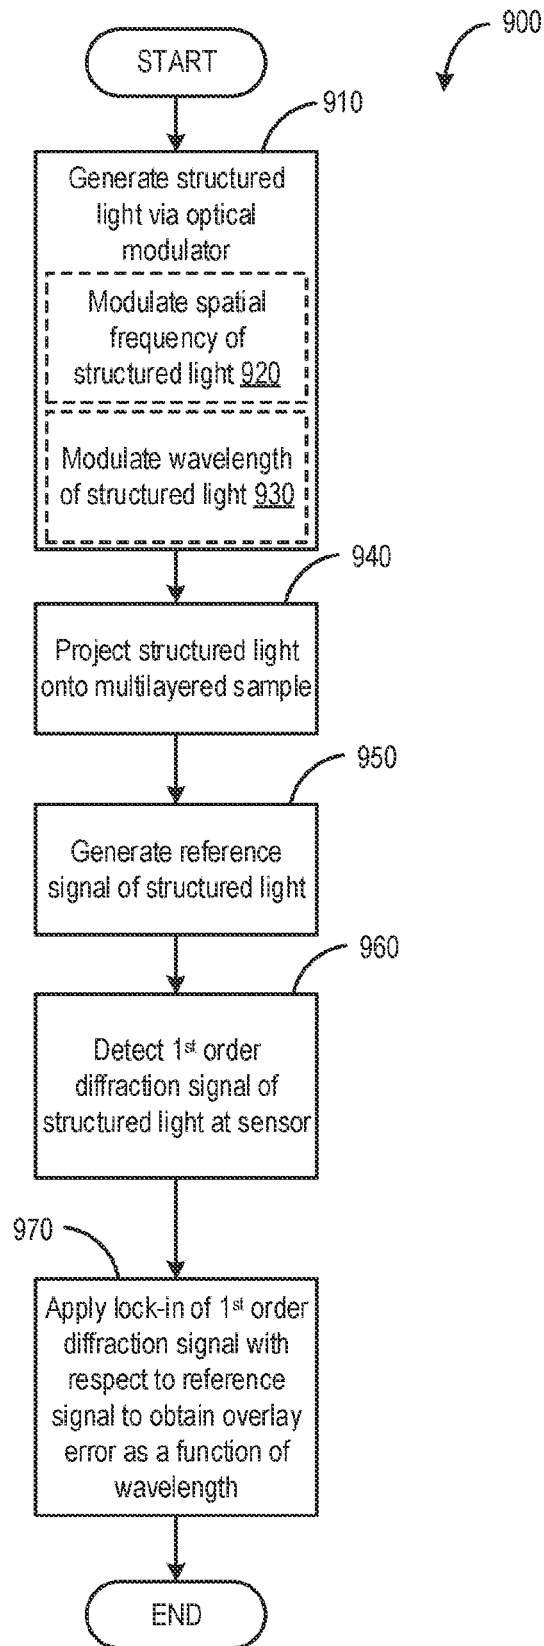 900
START
910
Generate structured
light via optical
modulator
Modulate spatial
frequency of
structured light 920
Modulate wavelength
of structured light 930
940
Project structured light
onto multilayered sample
950
Generate reference
signal of structured light
960
Detect 1st order
diffraction signal of
structured light at sensor
970
Apply lock-in of 1st order
diffraction signal with
respect to reference
signal to obtain overlay
error as a function of
wavelength
END